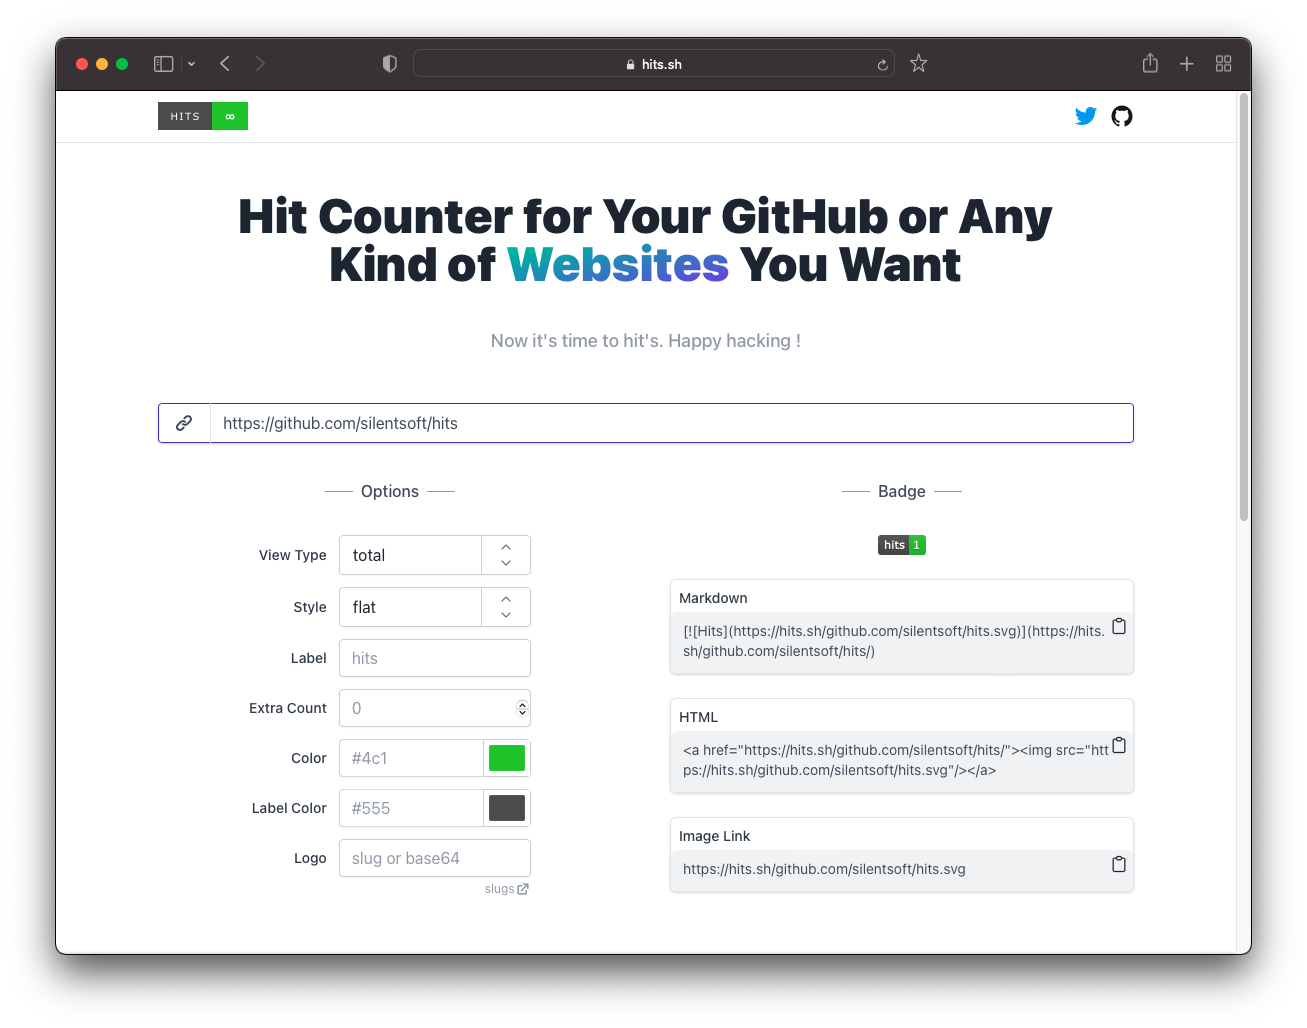 hits.sh
HITS ∞
Hit Counter for Your GitHub or Any
Kind of Websites You Want
Now it's time to hit's. Happy hacking !
https://github.com/silentsoft/hits
Options
View Type total
Style flat
Label hits
Extra Count 0
Color #4c1
Label Color #555
Logo slug or base64
slugs
Badge
hits 1
Markdown
[![Hits](https://hits.sh/github.com/silentsoft/hits.svg)](https://hits.
sh/github.com/silentsoft/hits/)
HTML
<a href="https://hits.sh/github.com/silentsoft/hits/"><img src="htt
ps://hits.sh/github.com/silentsoft/hits.svg"/></a>
Image Link
https://hits.sh/github.com/silentsoft/hits.svg